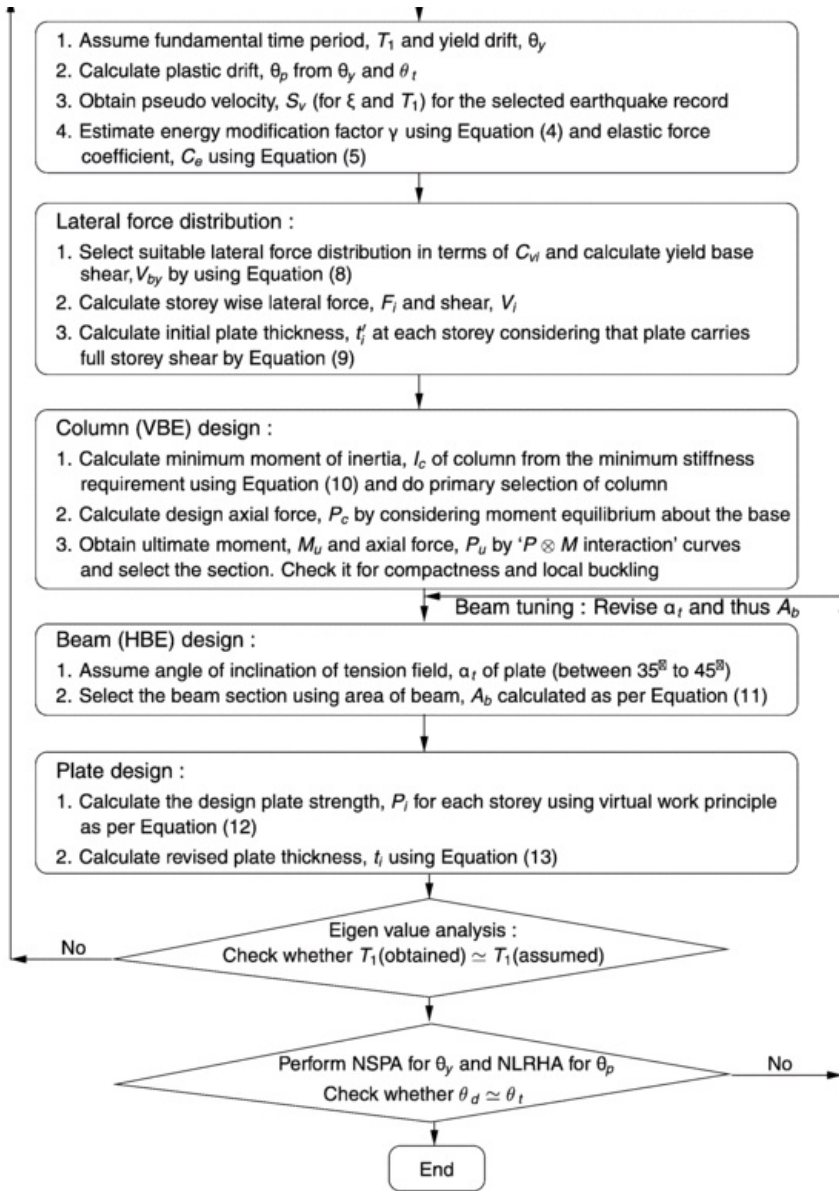 1. Assume fundamental time period, T₁ and yield drift, θy
2. Calculate plastic drift, θp from θy and θt
3. Obtain pseudo velocity, Sv (for ξ and T₁) for the selected earthquake record
4. Estimate energy modification factor γ using Equation (4) and elastic force
coefficient, Ce using Equation (5)
Lateral force distribution :
1. Select suitable lateral force distribution in terms of Cvi and calculate yield base
shear, Vby by using Equation (8)
2. Calculate storey wise lateral force, Fi and shear, Vi
3. Calculate initial plate thickness, t′i at each storey considering that plate carries
full storey shear by Equation (9)
Column (VBE) design :
1. Calculate minimum moment of inertia, Ic of column from the minimum stiffness
requirement using Equation (10) and do primary selection of column
2. Calculate design axial force, Pc by considering moment equilibrium about the base
3. Obtain ultimate moment, Mu and axial force, Pu by ‘P ⊗ M interaction’ curves
and select the section. Check it for compactness and local buckling
Beam tuning : Revise αt and thus Ab
Beam (HBE) design :
1. Assume angle of inclination of tension field, αt of plate (between 35 to 45)
2. Select the beam section using area of beam, Ab calculated as per Equation (11)
Plate design :
1. Calculate the design plate strength, Pi for each storey using virtual work principle
as per Equation (12)
2. Calculate revised plate thickness, ti using Equation (13)
Eigen value analysis :
No
Check whether T₁(obtained) ≃ T₁(assumed)
Perform NSPA for θy and NLRHA for θp
No
Check whether θd ≃ θt
End